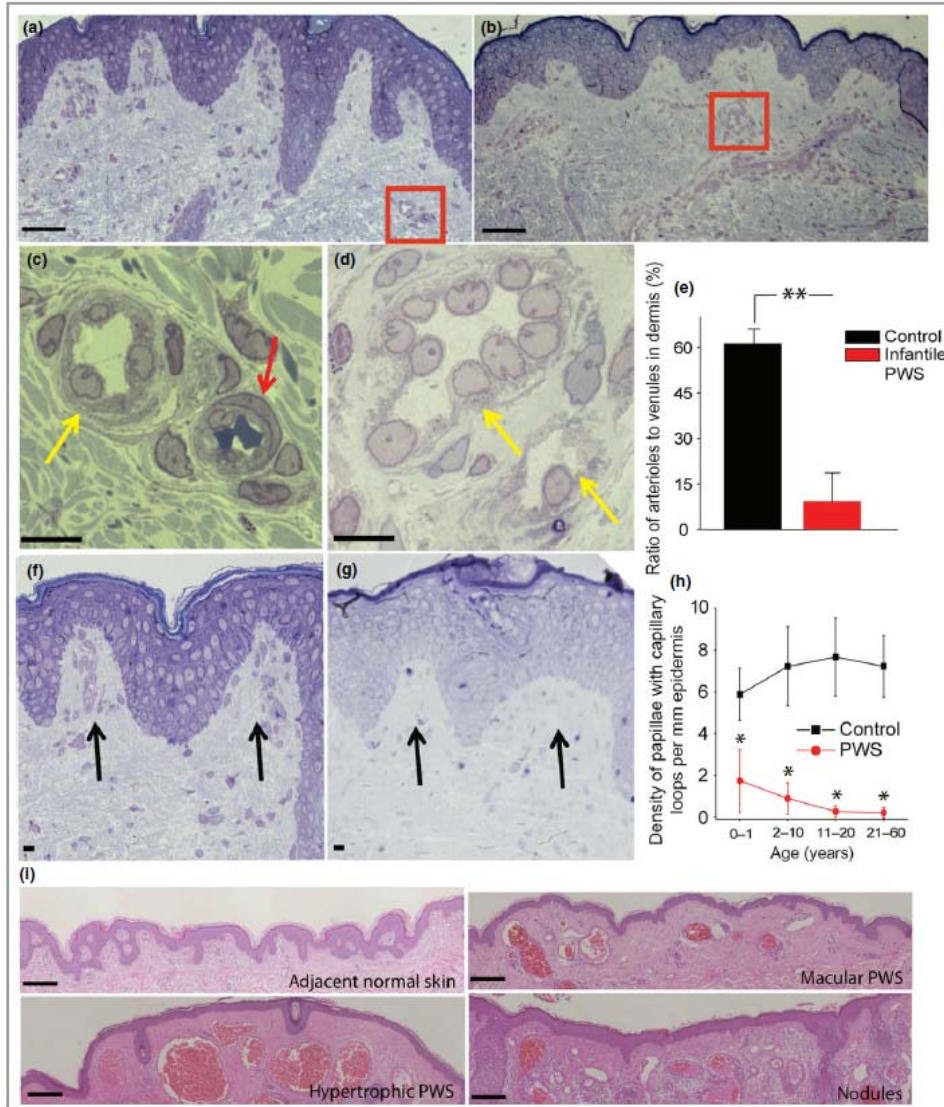 (a)
(b)
(c)
(d)
(e)
Ratio of arterioles to venules in dermis (%)
60
45
30
15
0
**
Control
Infantile
PWS
(f)
(g)
(h)
Density of papillae with capillary
loops per mm epidermis
10
8
6
4
2
0
Control
PWS
*
*
*
*
0–1
2–10
11–20
21–60
Age (years)
(i)
Adjacent normal skin
Macular PWS
Hypertrophic PWS
Nodules